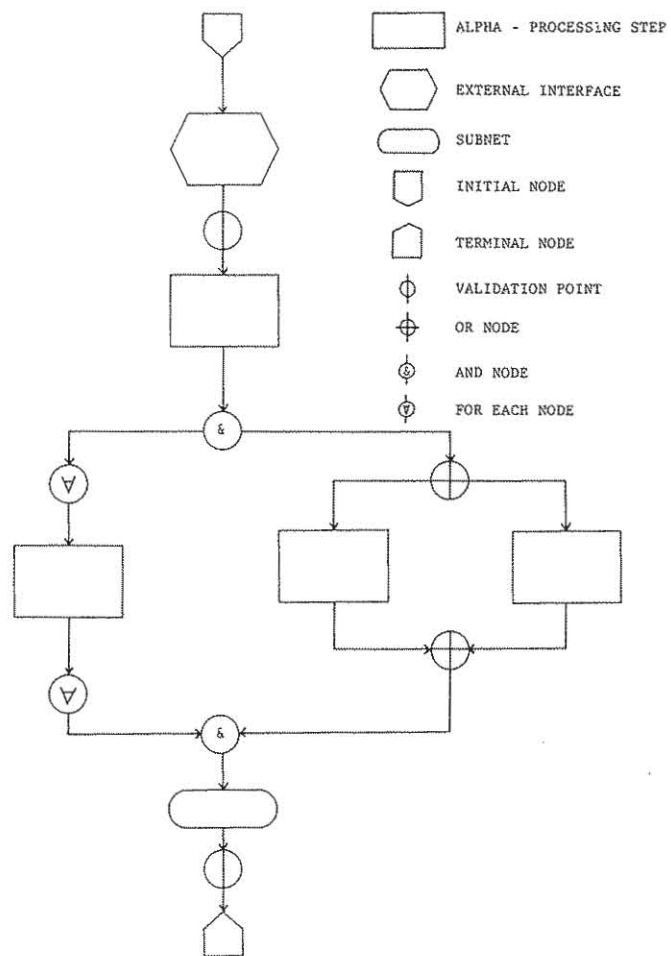 ALPHA - PROCESSING STEP
EXTERNAL INTERFACE
SUBNET
INITIAL NODE
TERMINAL NODE
VALIDATION POINT
OR NODE
& AND NODE
∀ FOR EACH NODE
&
∀
∀
&